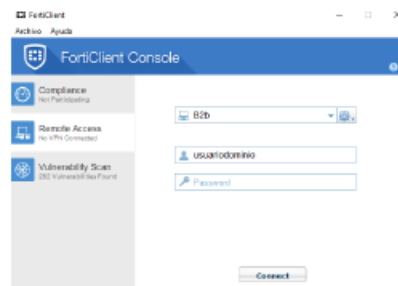 FortiClient
Archivo Ayuda
FortiClient Console
Compliance
Not Participating
Remote Access
No VPN Connected
Vulnerability Scan
282 Vulnerabilities Found
B2b
usuariodominio
Password
Connect